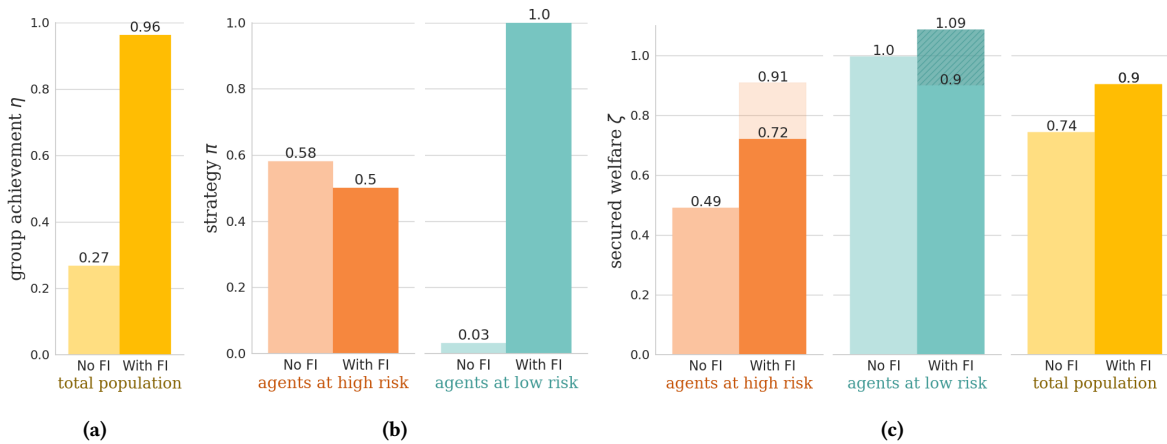 group achievement η
1.0
0.8
0.6
0.4
0.2
0.0
0.27
0.96
No FI With FI
total population
(a)
strategy π
1.0
0.8
0.6
0.4
0.2
0.0
0.58
0.5
No FI With FI
agents at high risk
0.03
1.0
No FI With FI
agents at low risk
(b)
secured welfare ζ
1.0
0.8
0.6
0.4
0.2
0.0
0.49
0.91
0.72
No FI With FI
agents at high risk
1.0
1.09
0.9
No FI With FI
agents at low risk
0.74
0.9
No FI With FI
total population
(c)